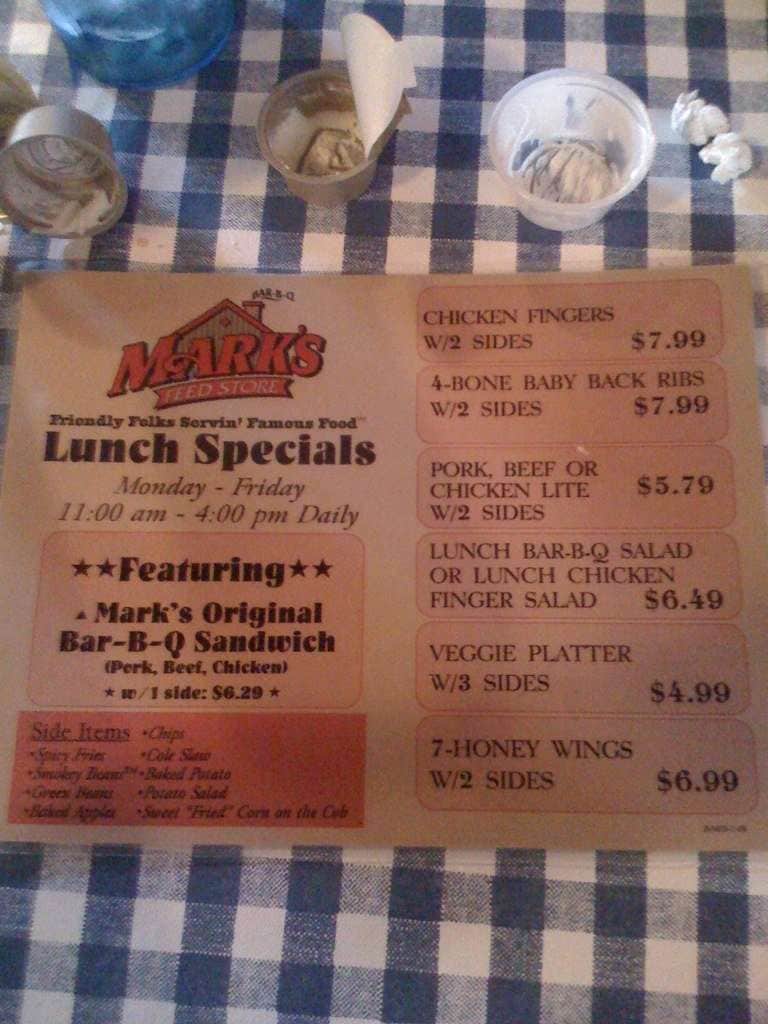 BAR-B-Q
MARK'S
FEED STORE
Friendly Folks Servin' Famous Food
Lunch Specials
Monday - Friday
11:00 am - 4:00 pm Daily
★★Featuring★★
Mark's Original
Bar-B-Q Sandwich
(Pork, Beef, Chicken)
★ w/1 side: $6.29 ★
Side Items
•Spicy Fries
•Smokey Beans™
•Green Beans
•Baked Apples
•Chips
•Cole Slaw
•Baked Potato
•Potato Salad
•Sweet "Fried" Corn on the Cob
CHICKEN FINGERS
W/2 SIDES $7.99
4-BONE BABY BACK RIBS
W/2 SIDES $7.99
PORK, BEEF OR
CHICKEN LITE $5.79
W/2 SIDES
LUNCH BAR-B-Q SALAD
OR LUNCH CHICKEN
FINGER SALAD $6.49
VEGGIE PLATTER
W/3 SIDES $4.99
7-HONEY WINGS
W/2 SIDES $6.99